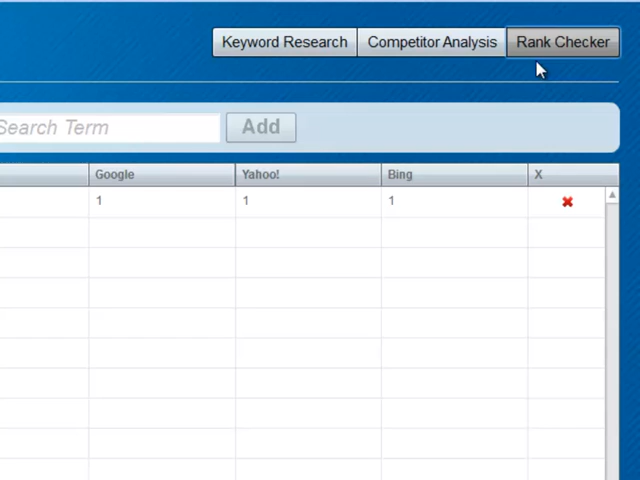 Keyword Research Competitor Analysis Rank Checker
Search Term Add
Google Yahoo! Bing X
1 1 1